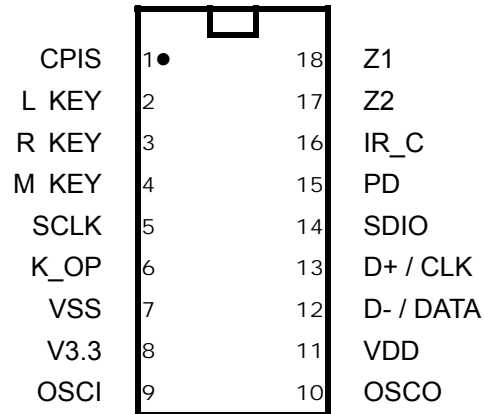 CPIS 1 18 Z1
L KEY 2 17 Z2
R KEY 3 16 IR_C
M KEY 4 15 PD
SCLK 5 14 SDIO
K_OP 6 13 D+ / CLK
VSS 7 12 D- / DATA
V3.3 8 11 VDD
OSCI 9 10 OSCO